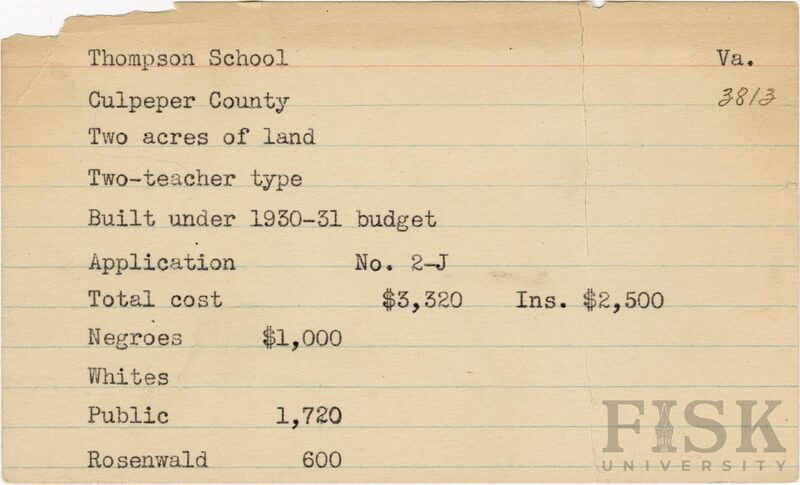 Thompson School Va.
Culpeper County 3813
Two acres of land
Two-teacher type
Built under 1930-31 budget
Application No. 2-J
Total cost $3,320 Ins. $2,500
Negroes $1,000
Whites
Public 1,720
Rosenwald 600
FISK
UNIVERSITY